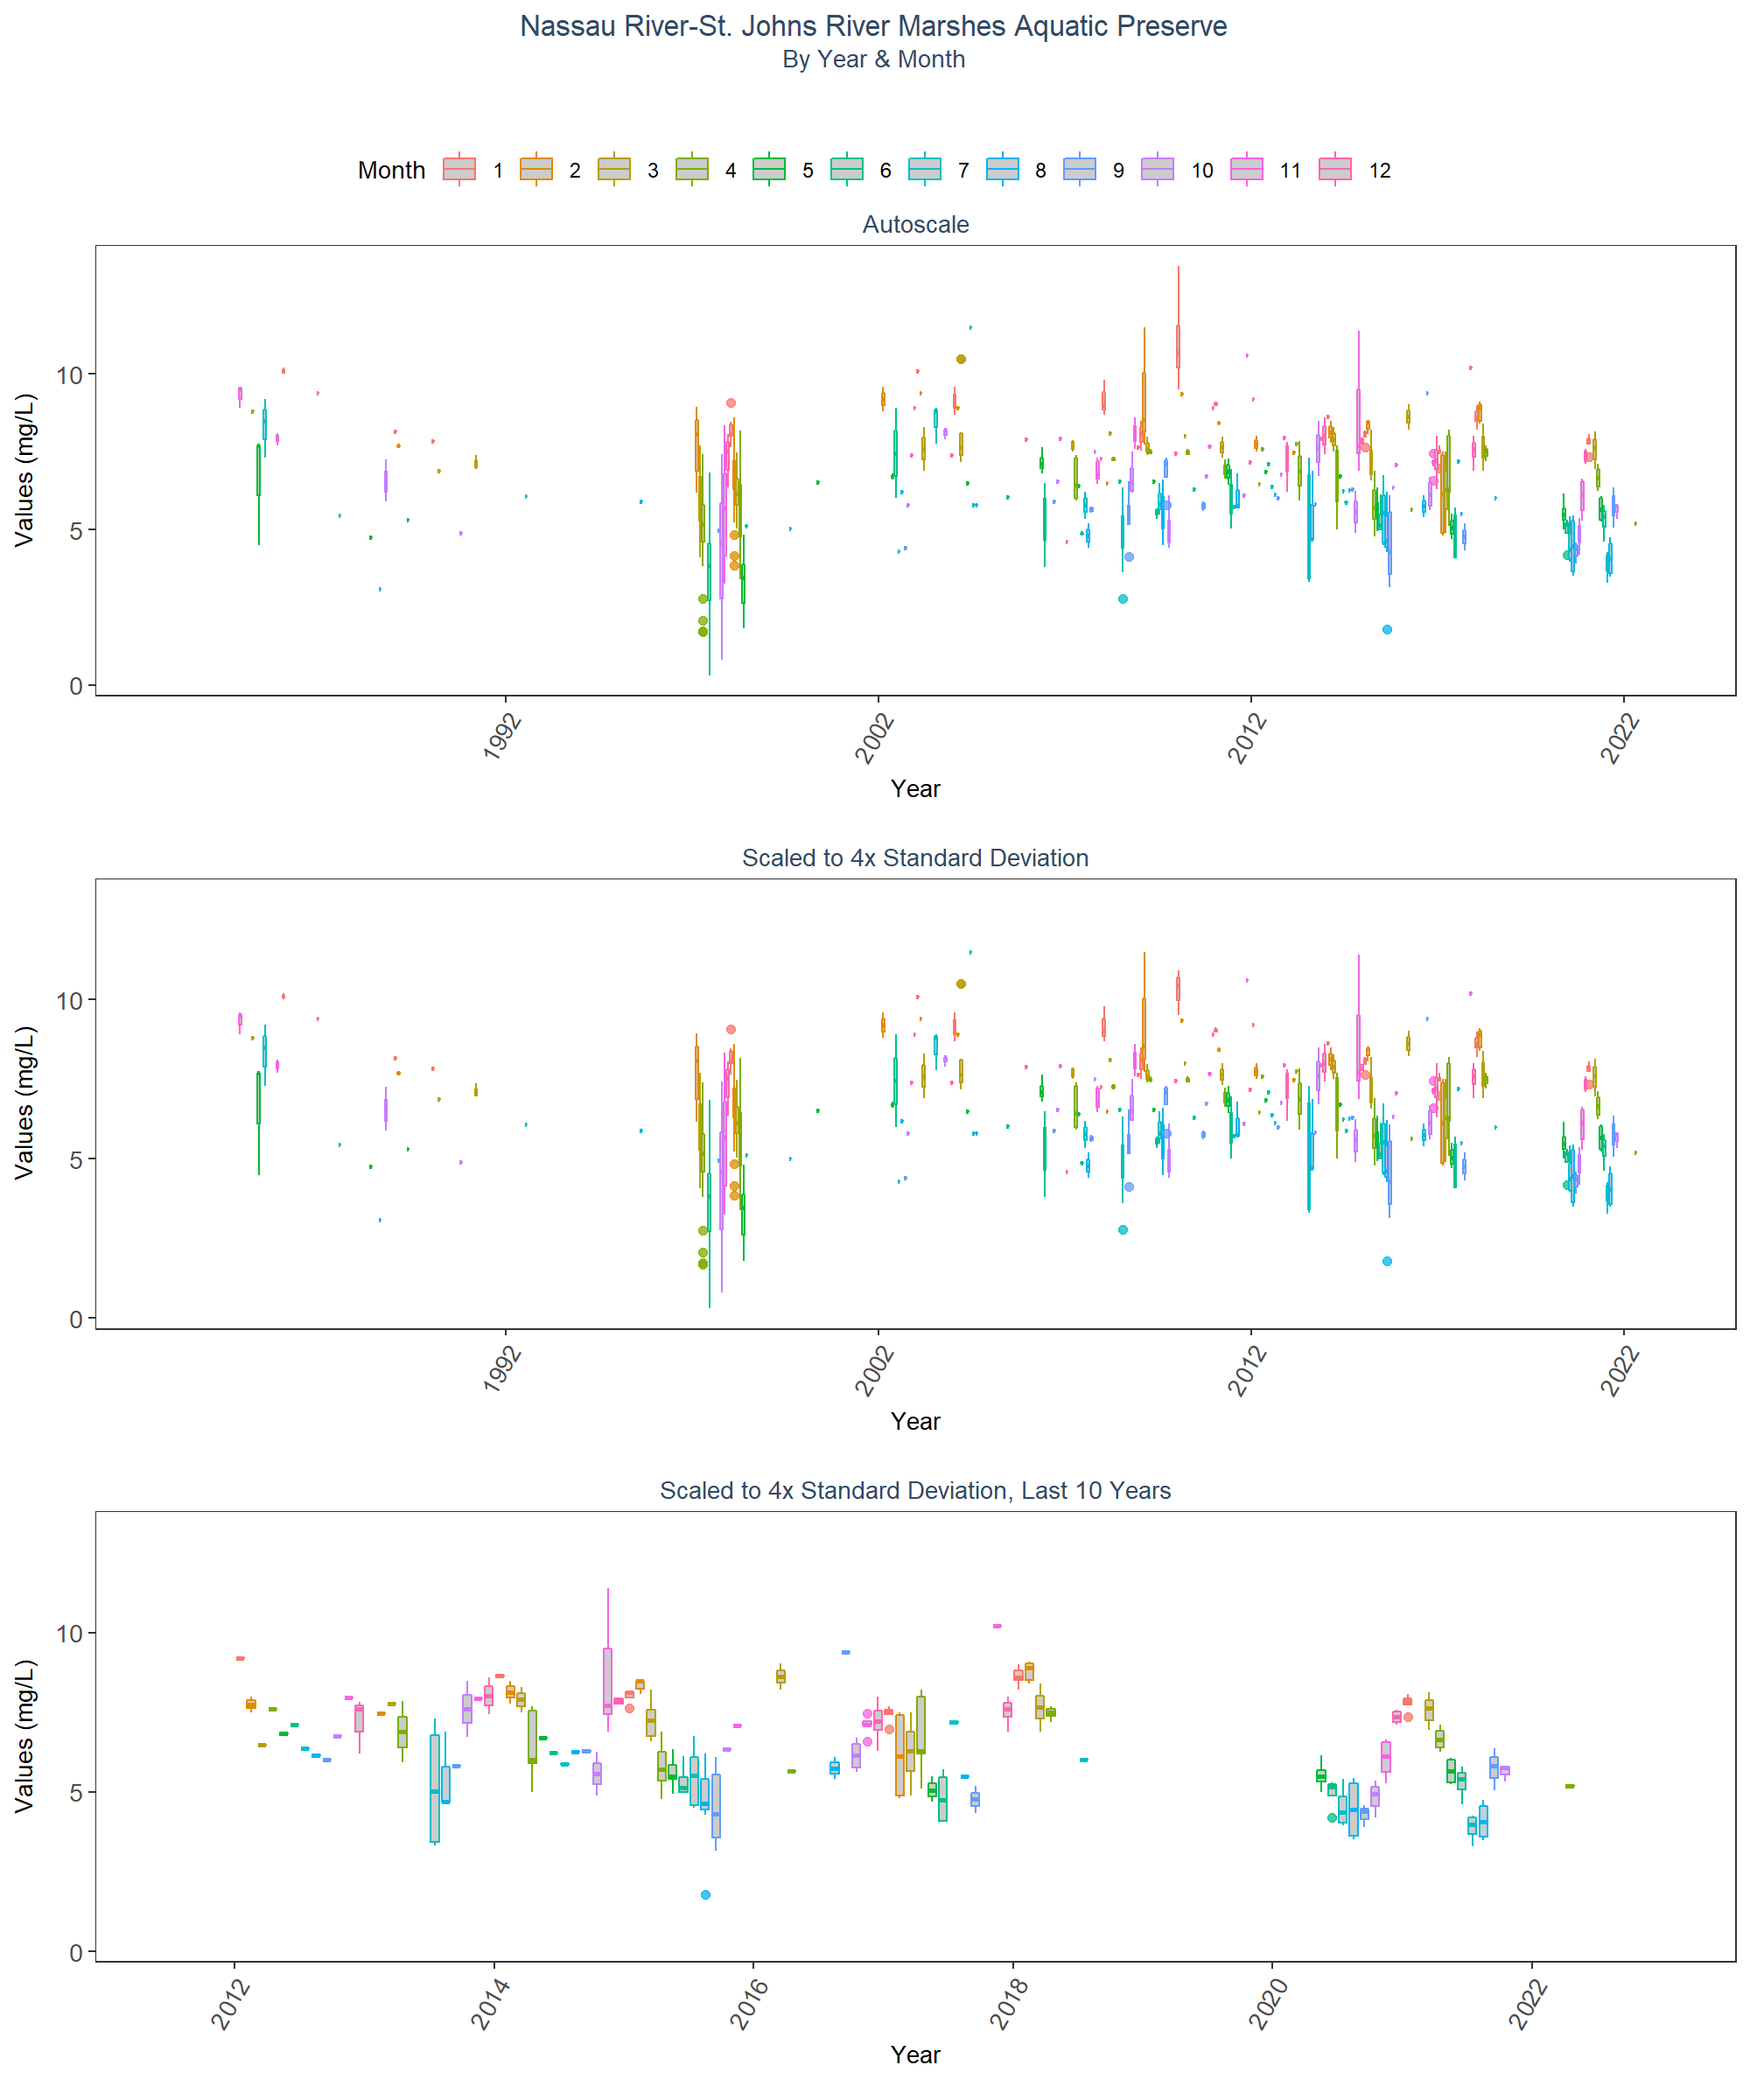 Nassau River-St. Johns River Marshes Aquatic Preserve
By Year & Month
Month 1 2 3 4 5 6 7 8 9 10 11 12
Autoscale
Values (mg/L)
10
5
0
1992 2002 2012 2022
Year
Scaled to 4x Standard Deviation
Values (mg/L)
10
5
0
1992 2002 2012 2022
Year
Scaled to 4x Standard Deviation, Last 10 Years
Values (mg/L)
10
5
0
2012 2014 2016 2018 2020 2022
Year